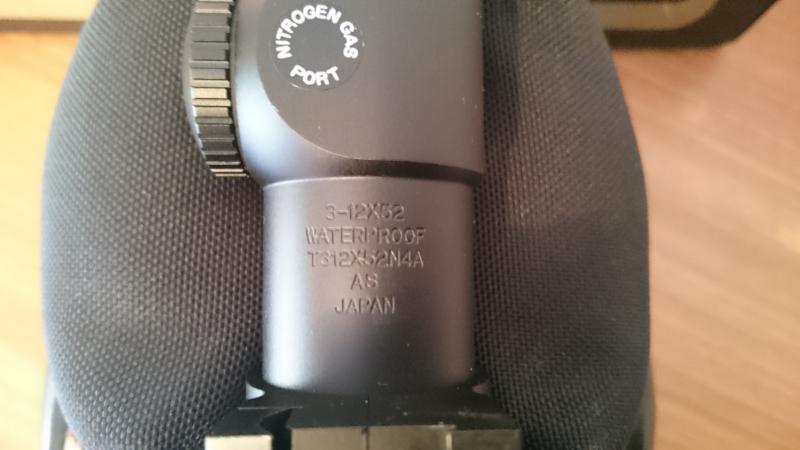 NITROGEN GAS
PORT
3-12X52
WATERPROOF
T312X52N4A
AS
JAPAN